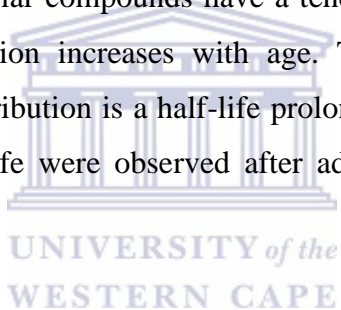 lar compounds have a tend
ion increases with age. T
ribution is a half-life prolon
fe were observed after ad
UNIVERSITY of the
WESTERN CAPE